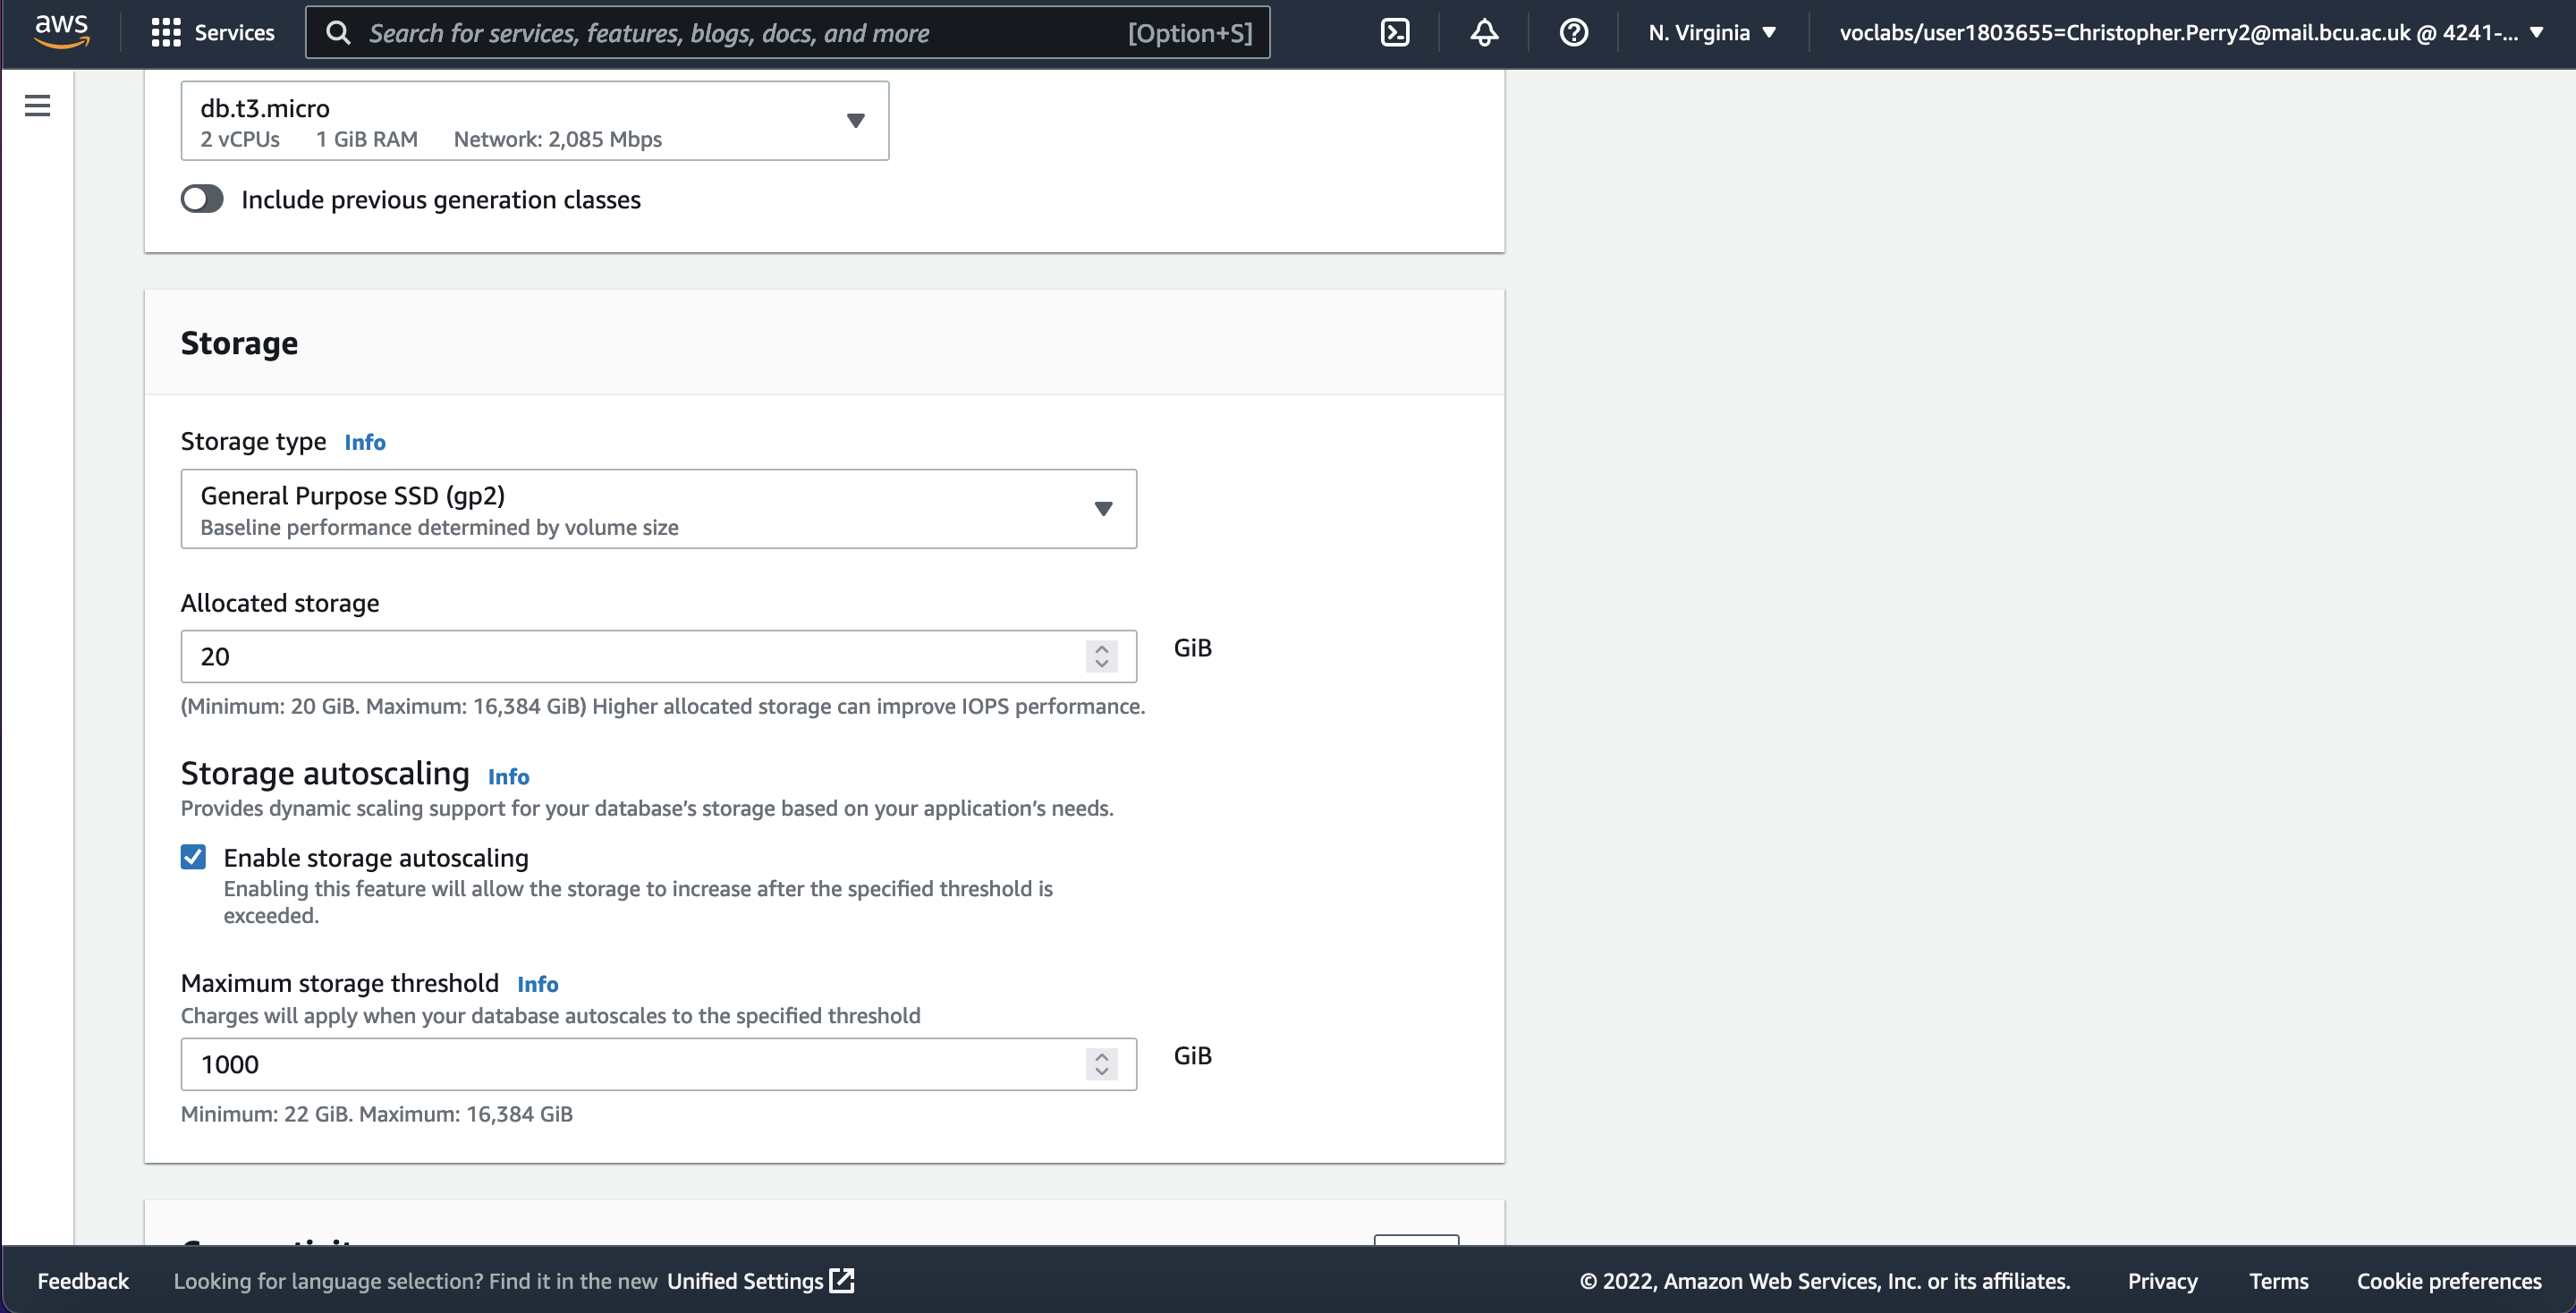 aws
Services
Search for services, features, blogs, docs, and more
[Option+S]
N. Virginia
voclabs/user1803655=Christopher.Perry2@mail.bcu.ac.uk @ 4241-...
db.t3.micro
2 vCPUs 1 GiB RAM Network: 2,085 Mbps
Include previous generation classes
Storage
Storage type Info
General Purpose SSD (gp2)
Baseline performance determined by volume size
Allocated storage
20
GiB
(Minimum: 20 GiB. Maximum: 16,384 GiB) Higher allocated storage can improve IOPS performance.
Storage autoscaling Info
Provides dynamic scaling support for your database’s storage based on your application’s needs.
Enable storage autoscaling
Enabling this feature will allow the storage to increase after the specified threshold is
exceeded.
Maximum storage threshold Info
Charges will apply when your database autoscales to the specified threshold
1000
GiB
Minimum: 22 GiB. Maximum: 16,384 GiB
Feedback
Looking for language selection? Find it in the new Unified Settings
© 2022, Amazon Web Services, Inc. or its affiliates.
Privacy
Terms
Cookie preferences